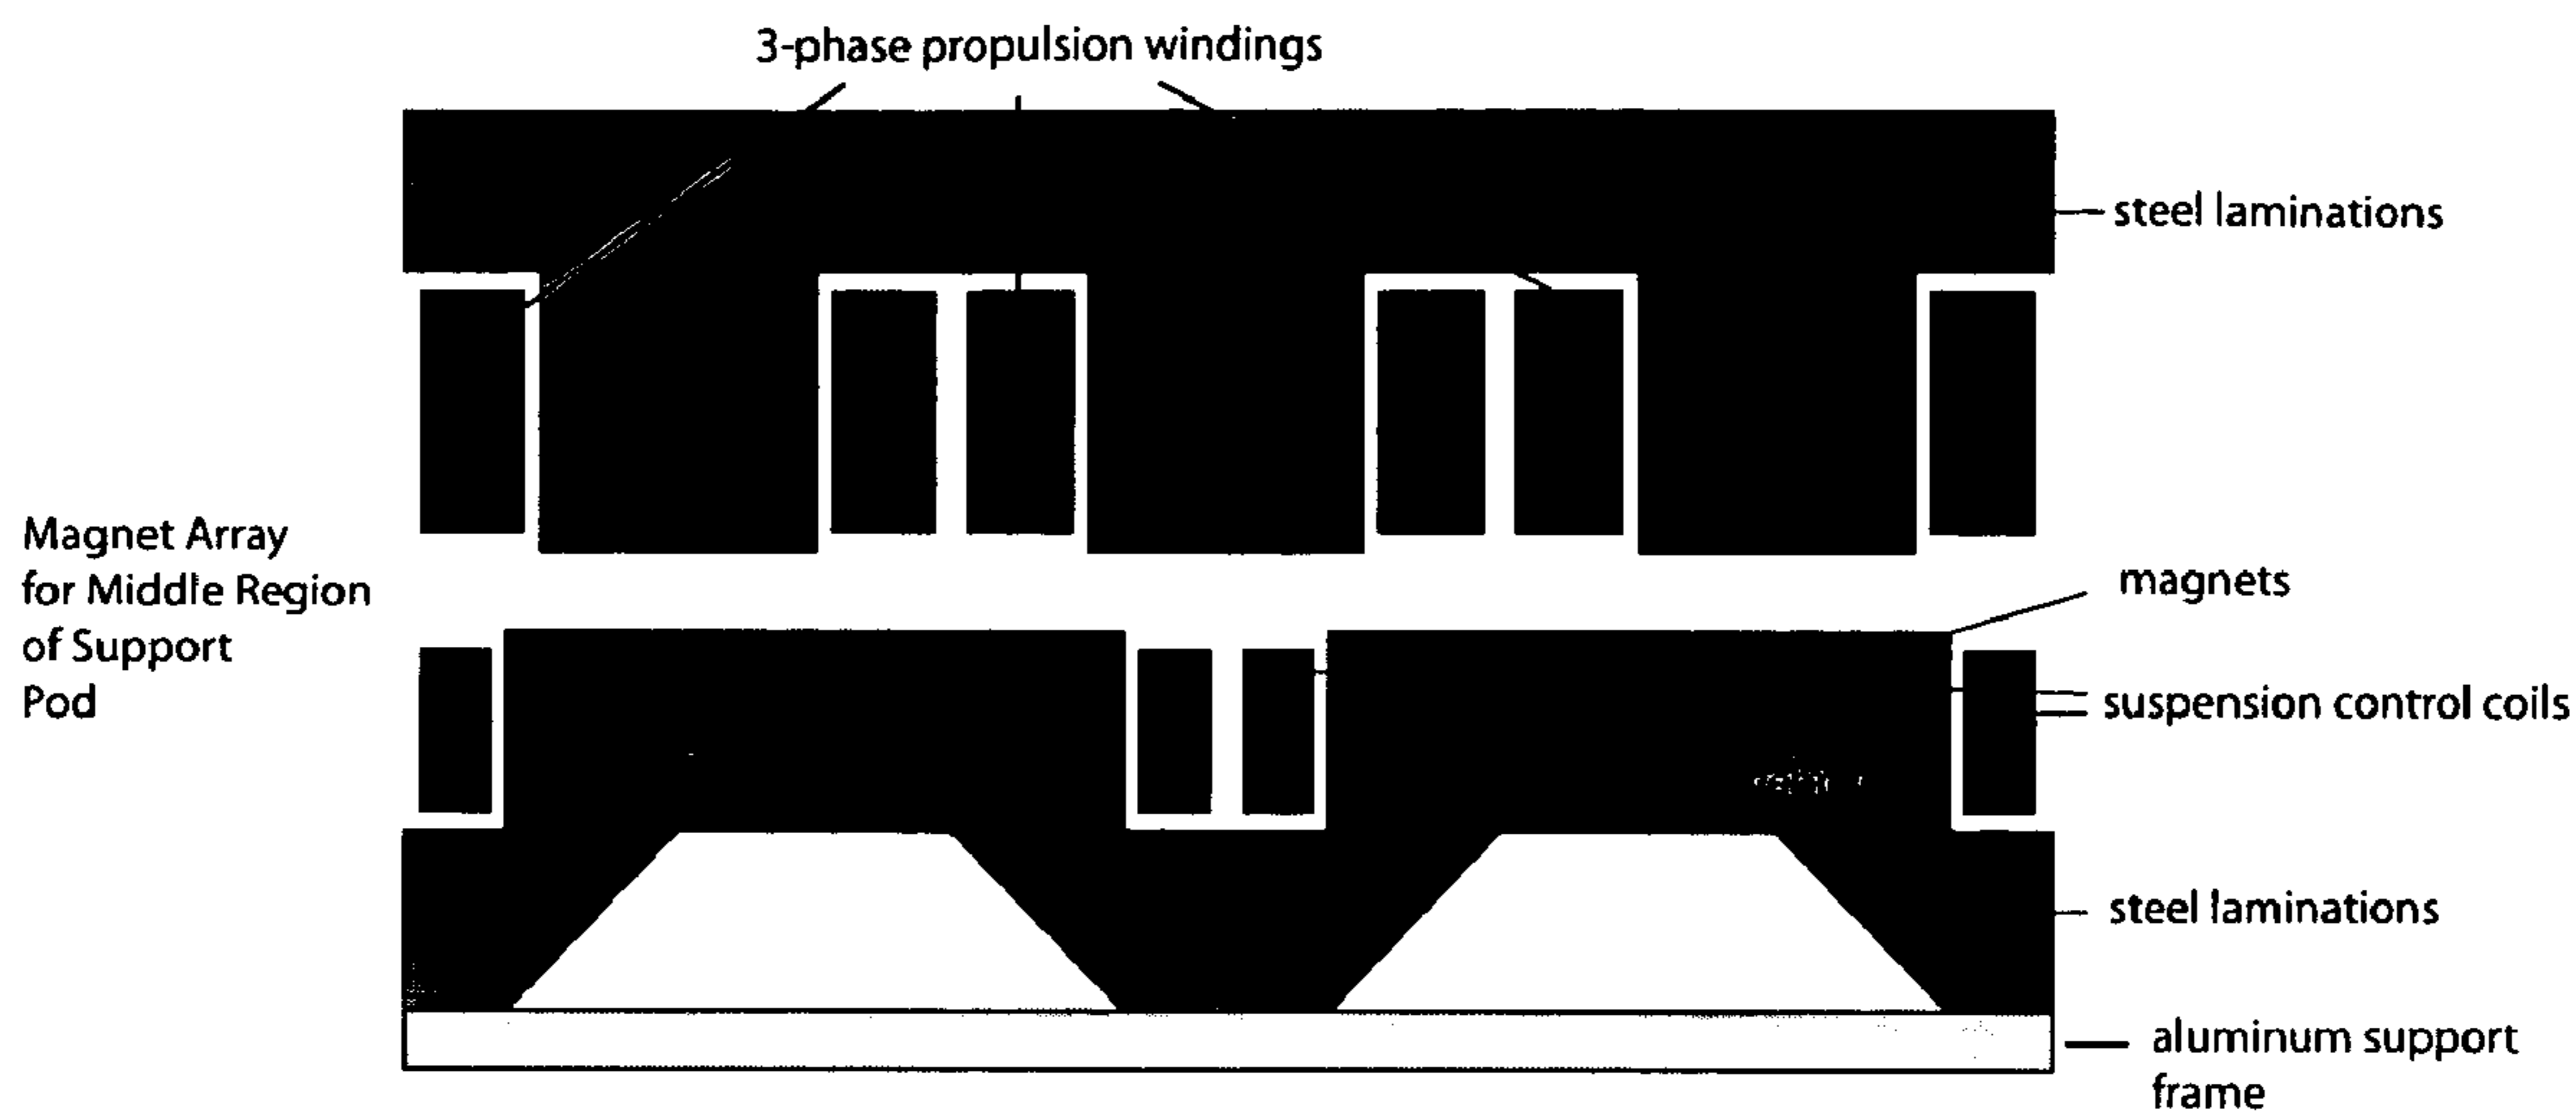 3-phase propulsion windings
steel laminations
Magnet Array
for Middle Region
of Support
Pod
magnets
suspension control coils
steel laminations
aluminum support
frame